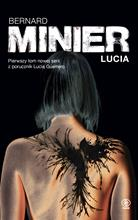 BERNARD
MINIER
LUCIA
Pierwszy tom nowej serii
z porucznik Lucią Guerrero